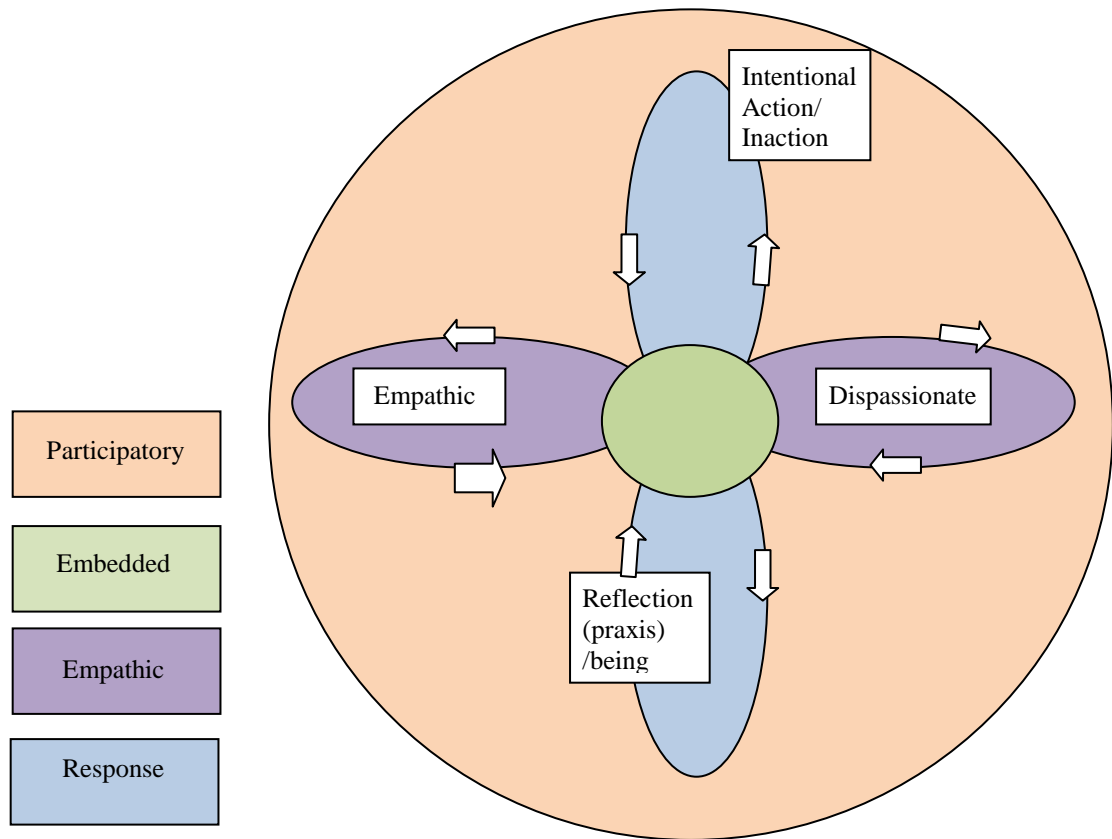 Intentional
Action/
Inaction
Empathic
Dispassionate
Participatory
Embedded
Reflection
(praxis)
/being
Empathic
Response